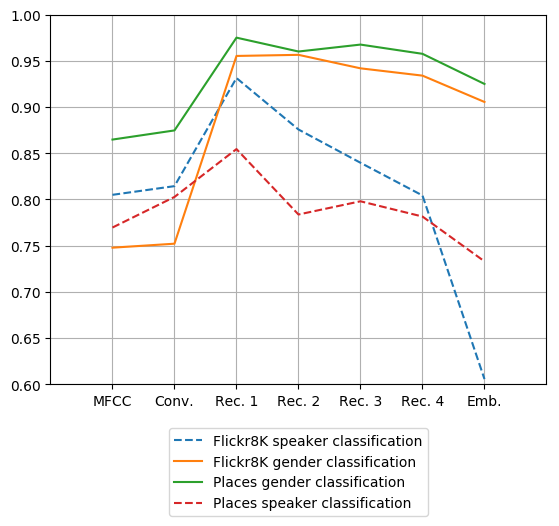 1.00
0.95
0.90
0.85
0.80
0.75
0.70
0.65
0.60
MFCC Conv. Rec. 1 Rec. 2 Rec. 3 Rec. 4 Emb.
Flickr8K speaker classification
Flickr8K gender classification
Places gender classification
Places speaker classification